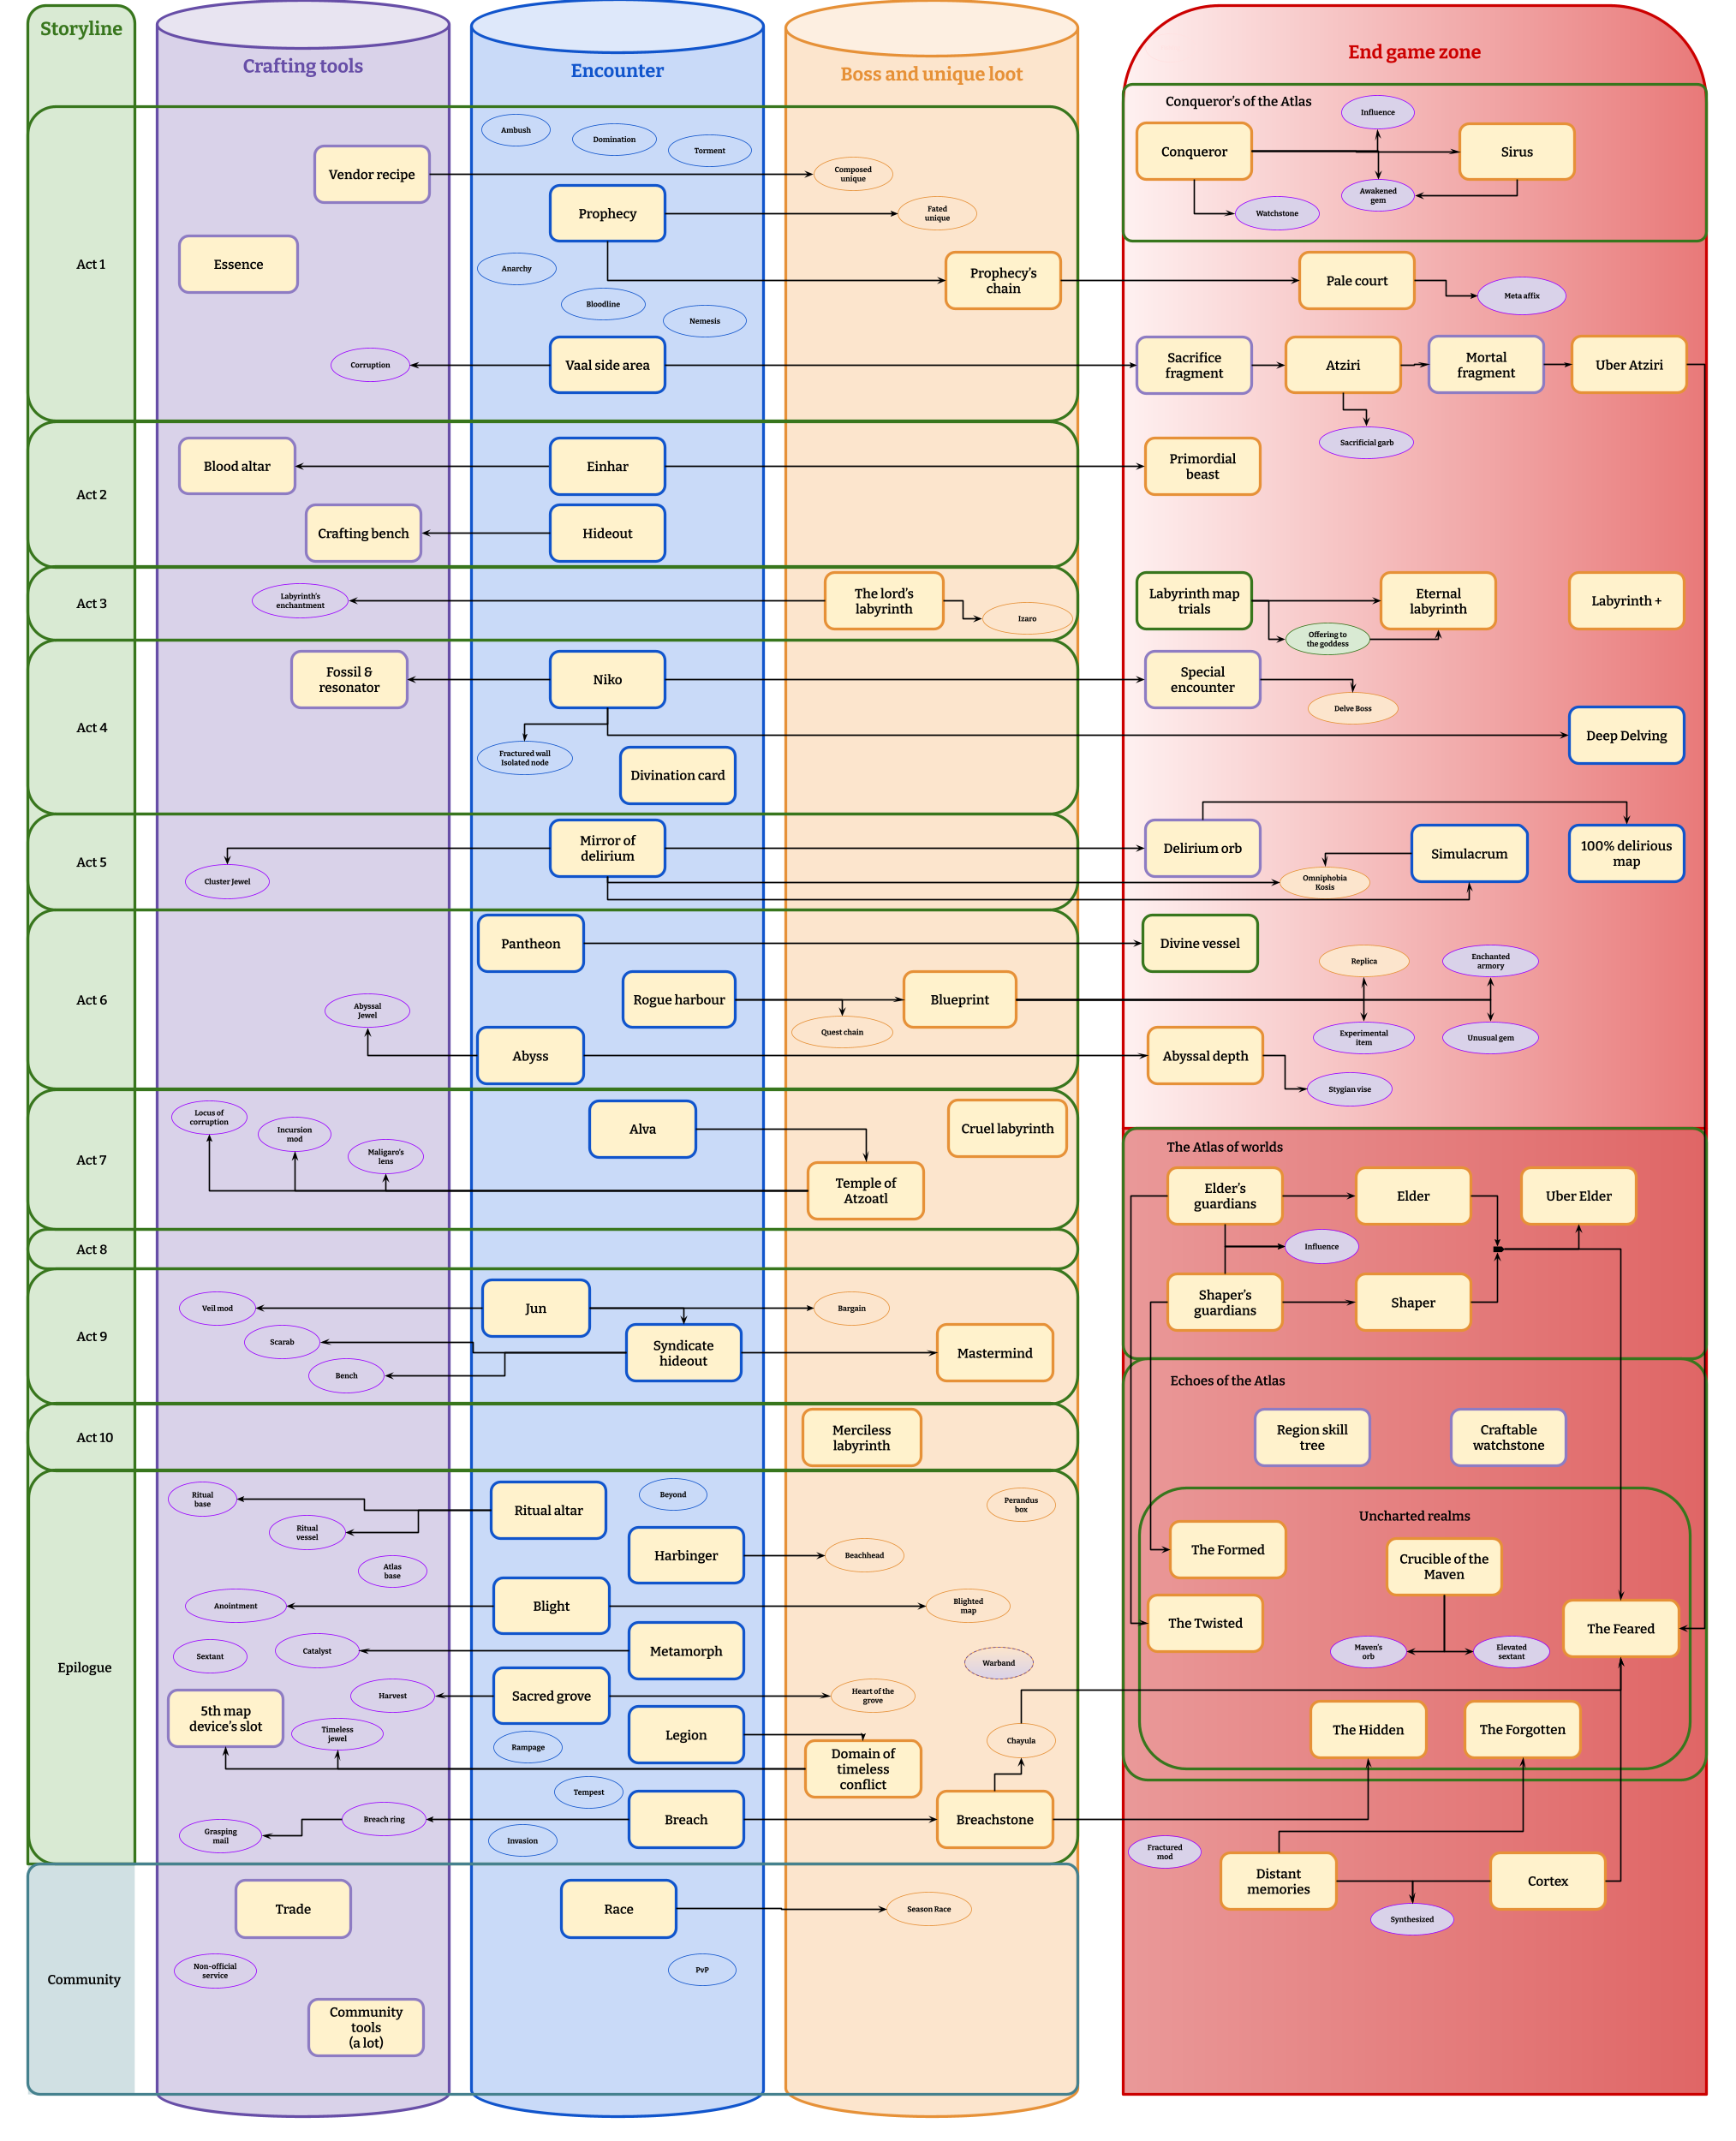 Storyline
Crafting tools
Encounter
Boss and unique loot
End game zone
Act 1
Vendor recipe
Essence
Corruption
Ambush
Domination
Torment
Prophecy
Anarchy
Bloodline
Nemesis
Vaal side area
Composed
unique
Fated
unique
Prophecy's
chain
Conqueror's of the Atlas
Conqueror
Influence
Sirus
Awakened
gem
Watchstone
Pale court
Meta affix
Sacrifice
fragment
Atziri
Mortal
fragment
Uber Atziri
Sacrificial garb
Act 2
Blood altar
Einhar
Primordial
beast
Crafting bench
Hideout
Act 3
Labyrinth's
enchantment
The lord's
labyrinth
Izaro
Labyrinth map
trials
Eternal
labyrinth
Labyrinth +
Offering to
the goddess
Act 4
Fossil &
resonator
Niko
Fractured wall
Isolated node
Divination card
Special
encounter
Delve Boss
Deep Delving
Act 5
Mirror of
delirium
Cluster Jewel
Delirium orb
Omniphobia
Kosis
Simulacrum
100% delirious
map
Act 6
Pantheon
Divine vessel
Rogue harbour
Blueprint
Quest chain
Abyssal
Jewel
Abyss
Abyssal depth
Replica
Enchanted
armory
Experimental
item
Unusual gem
Stygian vise
Act 7
Locus of
corruption
Incursion
mod
Maligaro's
lens
Alva
Cruel labyrinth
Temple of
Atzoatl
The Atlas of worlds
Elder's
guardians
Elder
Uber Elder
Influence
Shaper's
guardians
Shaper
Act 8
Act 9
Veil mod
Scarab
Bench
Jun
Syndicate
hideout
Bargain
Mastermind
Echoes of the Atlas
Region skill
tree
Craftable
watchstone
Act 10
Merciless
labyrinth
Epilogue
Ritual
base
Ritual
vessel
Atlas
base
Anointment
Sextant
Catalyst
Harvest
5th map
device's slot
Timeless
jewel
Breach ring
Grasping
mail
Ritual altar
Beyond
Harbinger
Blight
Metamorph
Sacred grove
Rampage
Legion
Tempest
Breach
Invasion
Perandus
box
Beachhead
Blighted
map
Warband
Heart of the
grove
Chayula
Domain of
timeless
conflict
Breachstone
Uncharted realms
The Formed
Crucible of the
Maven
The Twisted
The Feared
Maven's
orb
Elevated
sextant
The Hidden
The Forgotten
Fractured
mod
Distant
memories
Cortex
Synthesized
Community
Trade
Non-official
service
Community
tools
(a lot)
Race
PvP
Season Race